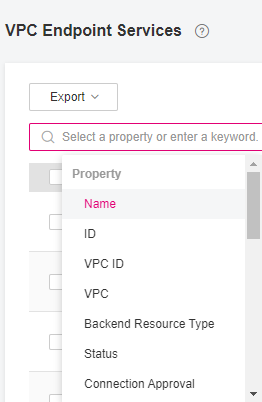 VPC Endpoint Services
Export
Select a property or enter a keyword.
Property
Name
ID
VPC ID
VPC
Backend Resource Type
Status
Connection Approval